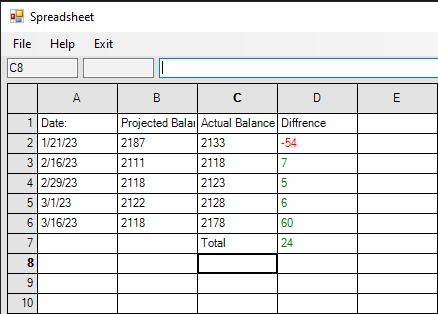 Spreadsheet
File Help Exit
C8
A B C D E
1 Date: Projected Balar Actual Balance Diffrence
2 1/21/23 2187 2133 -54
3 2/16/23 2111 2118 7
4 2/29/23 2118 2123 5
5 3/1/23 2122 2128 6
6 3/16/23 2118 2178 60
7 Total 24
8
9
10